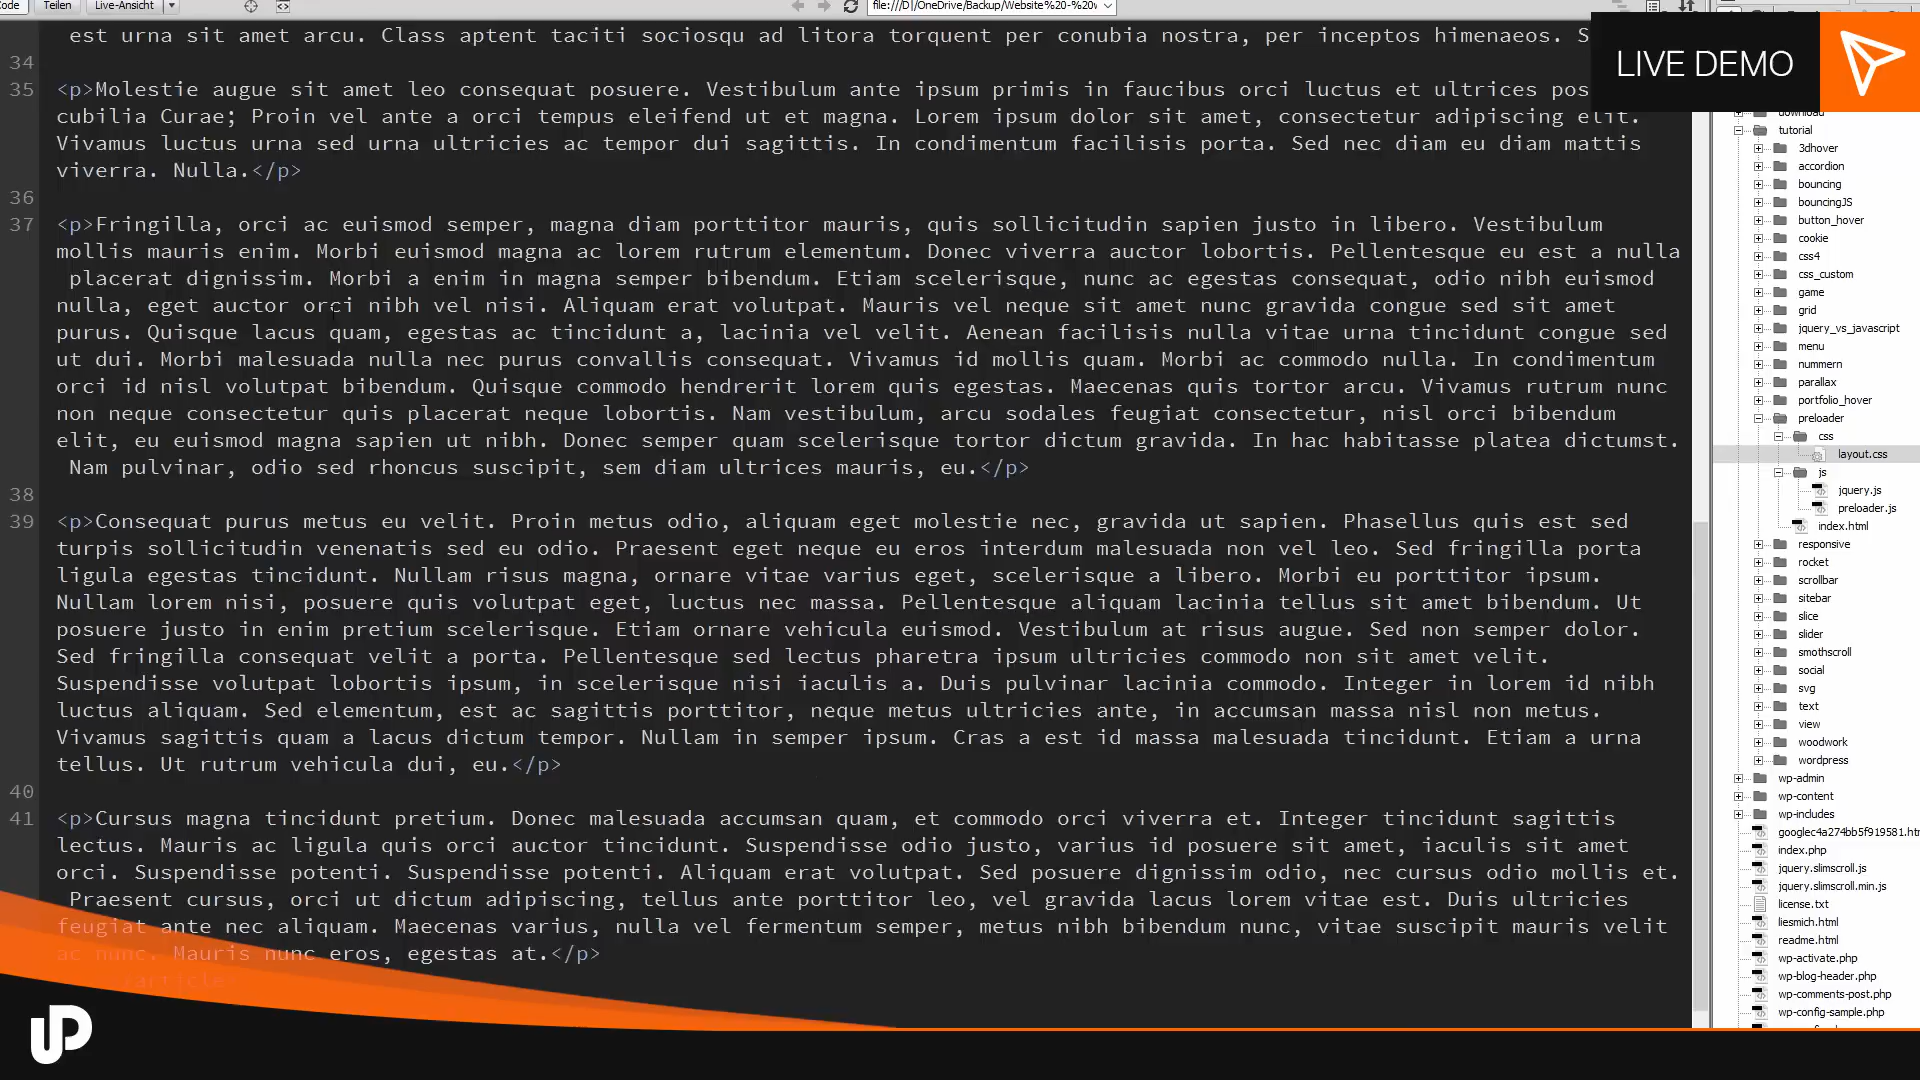 Code
Teilen
Live-Ansicht
file:///D|/OneDrive/Backup/Website%20-%20w
LIVE DEMO
est urna sit amet arcu. Class aptent taciti sociosqu ad litora torquent per conubia nostra, per inceptos himenaeos. S
34
35 <p>Molestie augue sit amet leo consequat posuere. Vestibulum ante ipsum primis in faucibus orci luctus et ultrices pos
cubilia Curae; Proin vel ante a orci tempus eleifend ut et magna. Lorem ipsum dolor sit amet, consectetur adipiscing elit.
Vivamus luctus urna sed urna ultricies ac tempor dui sagittis. In condimentum facilisis porta. Sed nec diam eu diam mattis
viverra. Nulla.</p>
36
37 <p>Fringilla, orci ac euismod semper, magna diam porttitor mauris, quis sollicitudin sapien justo in libero. Vestibulum
mollis mauris enim. Morbi euismod magna ac lorem rutrum elementum. Donec viverra auctor lobortis. Pellentesque eu est a nulla
placerat dignissim. Morbi a enim in magna semper bibendum. Etiam scelerisque, nunc ac egestas consequat, odio nibh euismod
nulla, eget auctor orci nibh vel nisi. Aliquam erat volutpat. Mauris vel neque sit amet nunc gravida congue sed sit amet
purus. Quisque lacus quam, egestas ac tincidunt a, lacinia vel velit. Aenean facilisis nulla vitae urna tincidunt congue sed
ut dui. Morbi malesuada nulla nec purus convallis consequat. Vivamus id mollis quam. Morbi ac commodo nulla. In condimentum
orci id nisl volutpat bibendum. Quisque commodo hendrerit lorem quis egestas. Maecenas quis tortor arcu. Vivamus rutrum nunc
non neque consectetur quis placerat neque lobortis. Nam vestibulum, arcu sodales feugiat consectetur, nisl orci bibendum
elit, eu euismod magna sapien ut nibh. Donec semper quam scelerisque tortor dictum gravida. In hac habitasse platea dictumst.
Nam pulvinar, odio sed rhoncus suscipit, sem diam ultrices mauris, eu.</p>
38
39 <p>Consequat purus metus eu velit. Proin metus odio, aliquam eget molestie nec, gravida ut sapien. Phasellus quis est sed
turpis sollicitudin venenatis sed eu odio. Praesent eget neque eu eros interdum malesuada non vel leo. Sed fringilla porta
ligula egestas tincidunt. Nullam risus magna, ornare vitae varius eget, scelerisque a libero. Morbi eu porttitor ipsum.
Nullam lorem nisi, posuere quis volutpat eget, luctus nec massa. Pellentesque aliquam lacinia tellus sit amet bibendum. Ut
posuere justo in enim pretium scelerisque. Etiam ornare vehicula euismod. Vestibulum at risus augue. Sed non semper dolor.
Sed fringilla consequat velit a porta. Pellentesque sed lectus pharetra ipsum ultricies commodo non sit amet velit.
Suspendisse volutpat lobortis ipsum, in scelerisque nisi iaculis a. Duis pulvinar lacinia commodo. Integer in lorem id nibh
luctus aliquam. Sed elementum, est ac sagittis porttitor, neque metus ultricies ante, in accumsan massa nisl non metus.
Vivamus sagittis quam a lacus dictum tempor. Nullam in semper ipsum. Cras a est id massa malesuada tincidunt. Etiam a urna
tellus. Ut rutrum vehicula dui, eu.</p>
40
41 <p>Cursus magna tincidunt pretium. Donec malesuada accumsan quam, et commodo orci viverra et. Integer tincidunt sagittis
lectus. Mauris ac ligula quis orci auctor tincidunt. Suspendisse odio justo, varius id posuere sit amet, iaculis sit amet
orci. Suspendisse potenti. Suspendisse potenti. Aliquam erat volutpat. Sed posuere dignissim odio, nec cursus odio mollis et.
Praesent cursus, orci ut dictum adipiscing, tellus ante porttitor leo, vel gravida lacus lorem vitae est. Duis ultricies
feugiat ante nec aliquam. Maecenas varius, nulla vel fermentum semper, metus nibh bibendum nunc, vitae suscipit mauris velit
ac nunc. Mauris nunc eros, egestas at.</p>
download
tutorial
3dhover
accordion
bouncing
bouncingJS
button_hover
cookie
css4
css_custom
game
grid
jquery_vs_javascript
menu
nummern
parallax
portfolio_hover
preloader
css
layout.css
js
jquery.js
preloader.js
index.html
responsive
rocket
scrollbar
sitebar
slice
slider
smothscroll
social
svg
text
view
woodwork
wordpress
wp-admin
wp-content
wp-includes
googlec4a274bb5f919581.htm
index.php
jquery.slimscroll.js
jquery.slimscroll.min.js
license.txt
liesmich.html
readme.html
wp-activate.php
wp-blog-header.php
wp-comments-post.php
wp-config-sample.php